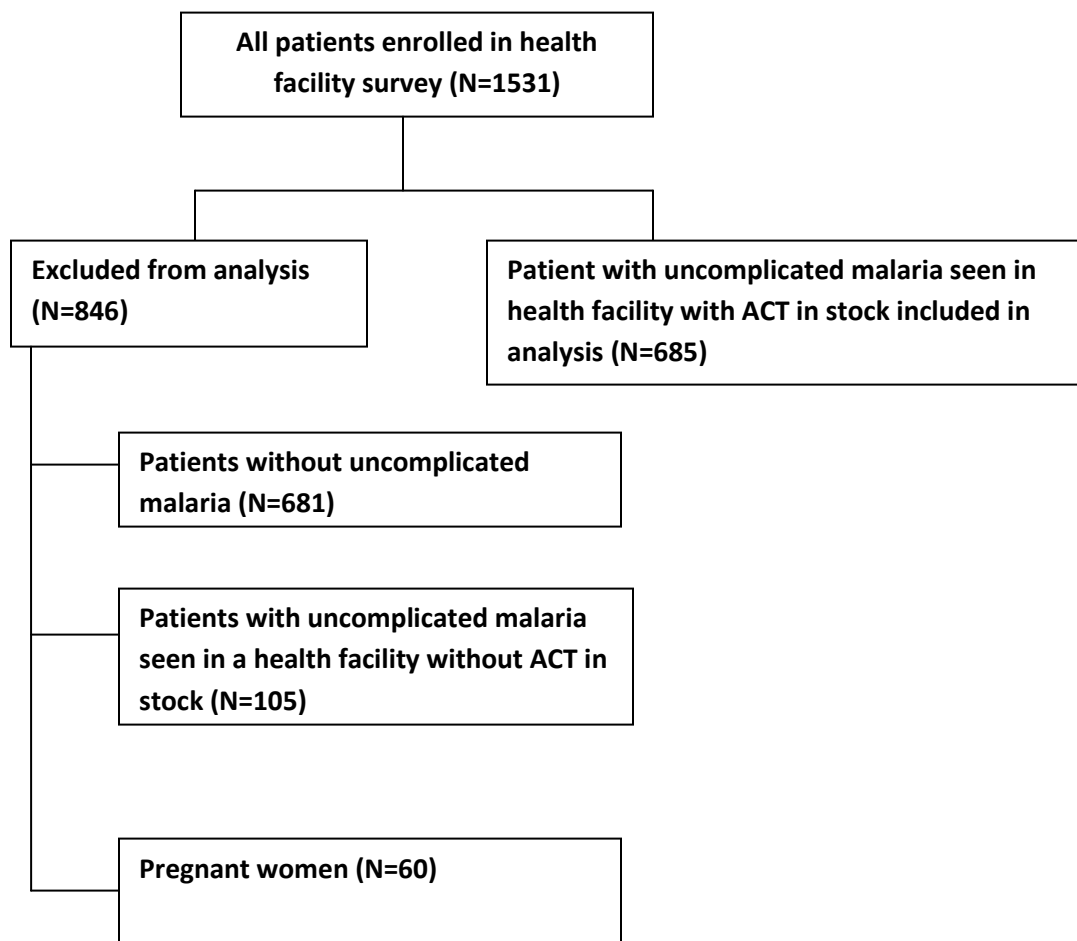 All patients enrolled in health
facility survey (N=1531)
Excluded from analysis
(N=846)
Patient with uncomplicated malaria seen in
health facility with ACT in stock included in
analysis (N=685)
Patients without uncomplicated
malaria (N=681)
Patients with uncomplicated malaria
seen in a health facility without ACT in
stock (N=105)
Pregnant women (N=60)